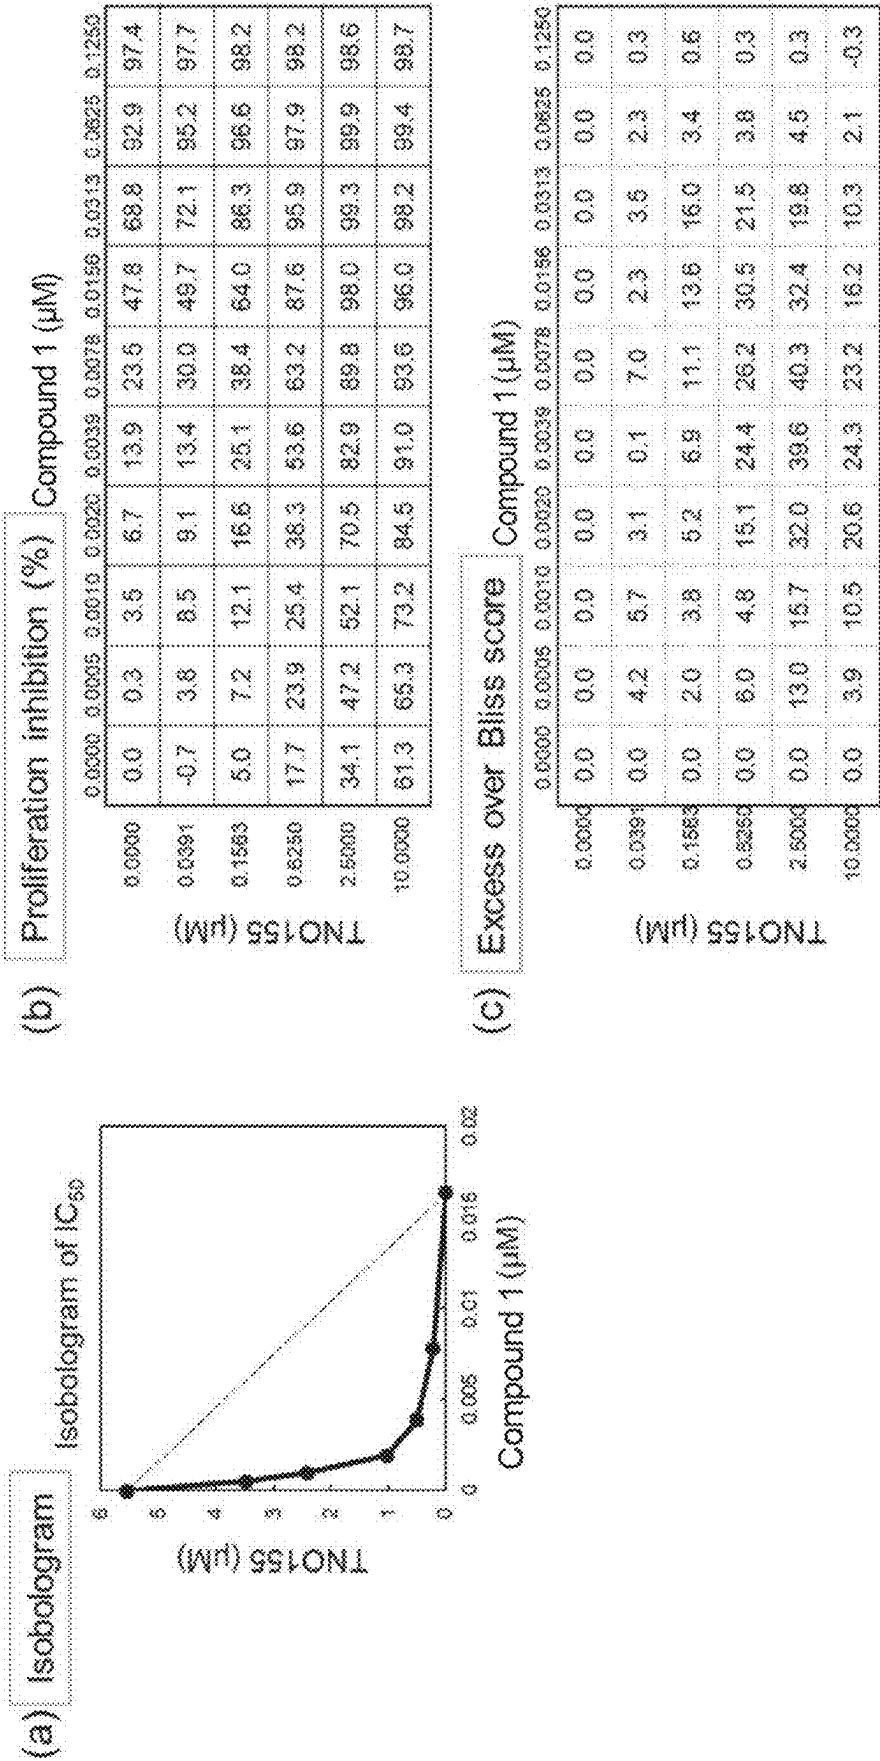 (a) Isobologram
Isobologram of IC50
TNO155 (μM)
6
5
4
3
2
1
0
0 0.005 0.01 0.015 0.02
Compound 1 (μM)
(b) Proliferation inhibition (%)
Compound 1 (μM)
0.0000 0.0005 0.0010 0.0020 0.0039 0.0078 0.0156 0.0313 0.0625 0.1250
TNO155 (μM)
0.0000 0.0 0.3 3.5 6.7 13.9 23.5 47.8 68.8 92.9 97.4
0.0391 -0.7 3.8 8.5 9.1 13.4 30.0 49.7 72.1 95.2 97.7
0.1563 5.0 7.2 12.1 16.6 25.1 38.4 64.0 86.3 96.6 98.2
0.6250 17.7 23.9 25.4 38.3 53.6 63.2 87.6 95.9 97.9 98.2
2.5000 34.1 47.2 52.1 70.5 82.9 89.8 98.0 99.3 99.9 98.6
10.0000 61.3 65.3 73.2 84.5 91.0 93.6 96.0 98.2 99.4 98.7
(c) Excess over Bliss score
Compound 1 (μM)
0.0000 0.0005 0.0010 0.0020 0.0039 0.0078 0.0156 0.0313 0.0625 0.1250
TNO155 (μM)
0.0000 0.0 0.0 0.0 0.0 0.0 0.0 0.0 0.0 0.0 0.0
0.0391 0.0 4.2 5.7 3.1 0.1 7.0 2.3 3.5 2.3 0.3
0.1563 0.0 2.0 3.8 5.2 6.9 11.1 13.6 16.0 3.4 0.6
0.6250 0.0 6.0 4.8 15.1 24.4 26.2 30.5 21.5 3.8 0.3
2.5000 0.0 13.0 15.7 32.0 39.6 40.3 32.4 19.8 4.5 0.3
10.0000 0.0 3.9 10.5 20.6 24.3 23.2 16.2 10.3 2.1 -0.3